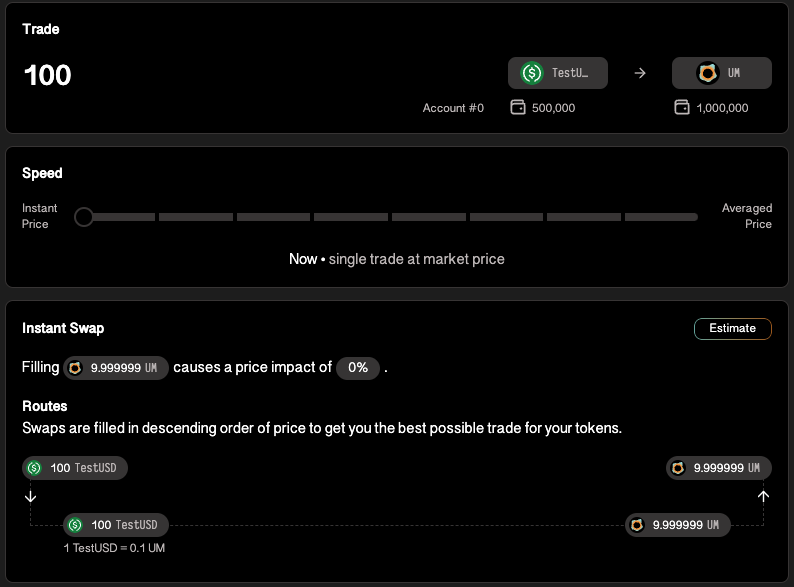 Trade
100
TestU...
→
UM
Account #0
500,000
1,000,000
Speed
Instant
Price
Averaged
Price
Now • single trade at market price
Instant Swap
Estimate
Filling 9.999999 UM causes a price impact of 0% .
Routes
Swaps are filled in descending order of price to get you the best possible trade for your tokens.
100 TestUSD
9.999999 UM
100 TestUSD
9.999999 UM
1 TestUSD = 0.1 UM